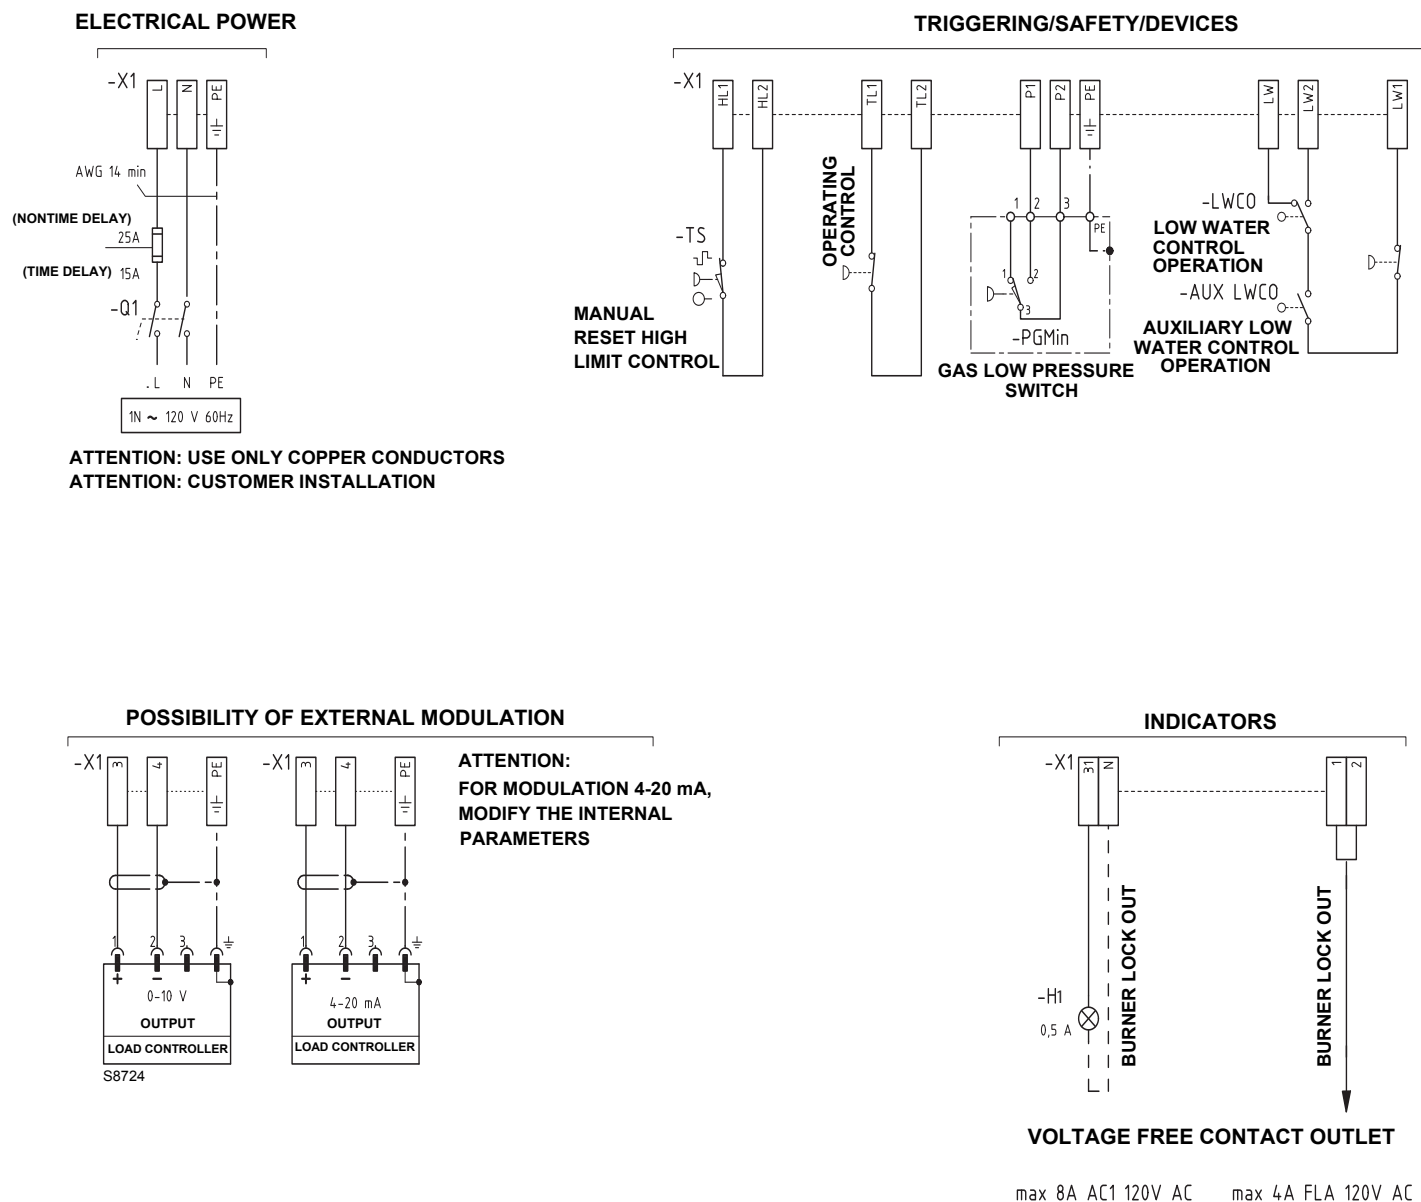 ELECTRICAL POWER
-X1
L
N
PE
AWG 14 min
(NONTIME DELAY)
25A
(TIME DELAY) 15A
-Q1
. L N PE
1N ~ 120 V 60Hz
ATTENTION: USE ONLY COPPER CONDUCTORS
ATTENTION: CUSTOMER INSTALLATION
TRIGGERING/SAFETY/DEVICES
-X1
HL1
HL2
TL1
TL2
P1
P2
PE
LW
LW2
LW1
-TS
MANUAL
RESET HIGH
LIMIT CONTROL
OPERATING
CONTROL
1 2 3
PE
1 2
3
-PGMin
GAS LOW PRESSURE
SWITCH
-LWCO
LOW WATER
CONTROL
OPERATION
-AUX LWCO
AUXILIARY LOW
WATER CONTROL
OPERATION
POSSIBILITY OF EXTERNAL MODULATION
-X1
3
4
PE
1 2 3
+ -
0-10 V
OUTPUT
LOAD CONTROLLER
S8724
-X1
3
4
PE
1 2 3
+ -
4-20 mA
OUTPUT
LOAD CONTROLLER
ATTENTION:
FOR MODULATION 4-20 mA,
MODIFY THE INTERNAL
PARAMETERS
INDICATORS
-X1
31
N
1
2
-H1
0,5 A
BURNER LOCK OUT
BURNER LOCK OUT
VOLTAGE FREE CONTACT OUTLET
max 8A AC1 120V AC max 4A FLA 120V AC